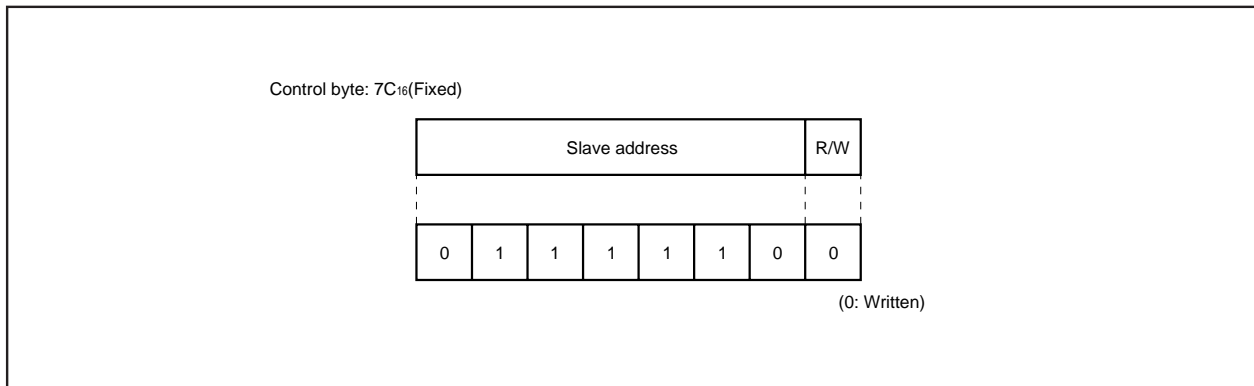 Control byte: 7C16(Fixed)
Slave address R/W
0 1 1 1 1 1 0 0
(0: Written)